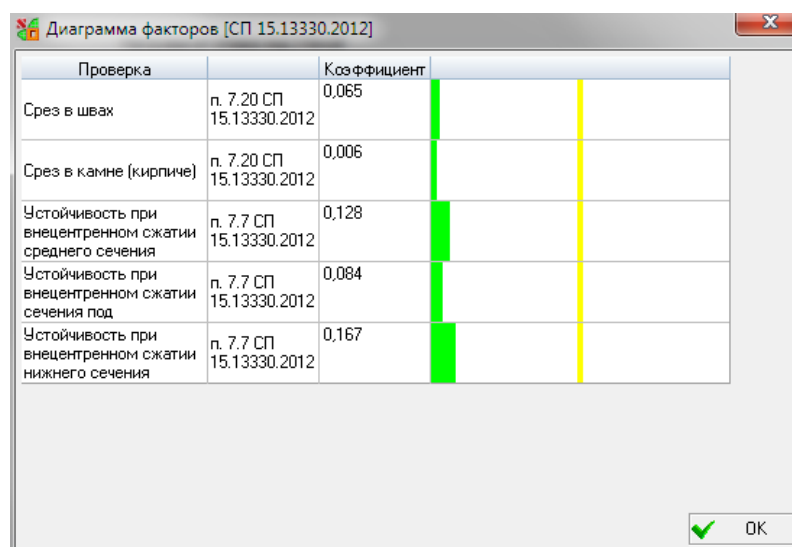 Диаграмма факторов [СП 15.13330.2012]
Проверка Коэффициент
Срез в швах п. 7.20 СП 15.13330.2012 0,065
Срез в камне (кирпиче) п. 7.20 СП 15.13330.2012 0,006
Устойчивость при
внецентренном сжатии
среднего сечения
п. 7.7 СП
15.13330.2012
0,128
Устойчивость при
внецентренном сжатии
сечения под
п. 7.7 СП
15.13330.2012
0,084
Устойчивость при
внецентренном сжатии
нижнего сечения
п. 7.7 СП
15.13330.2012
0,167
OK